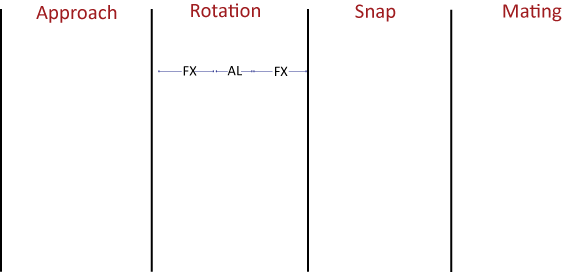 Approach Rotation Snap Mating
FX AL FX